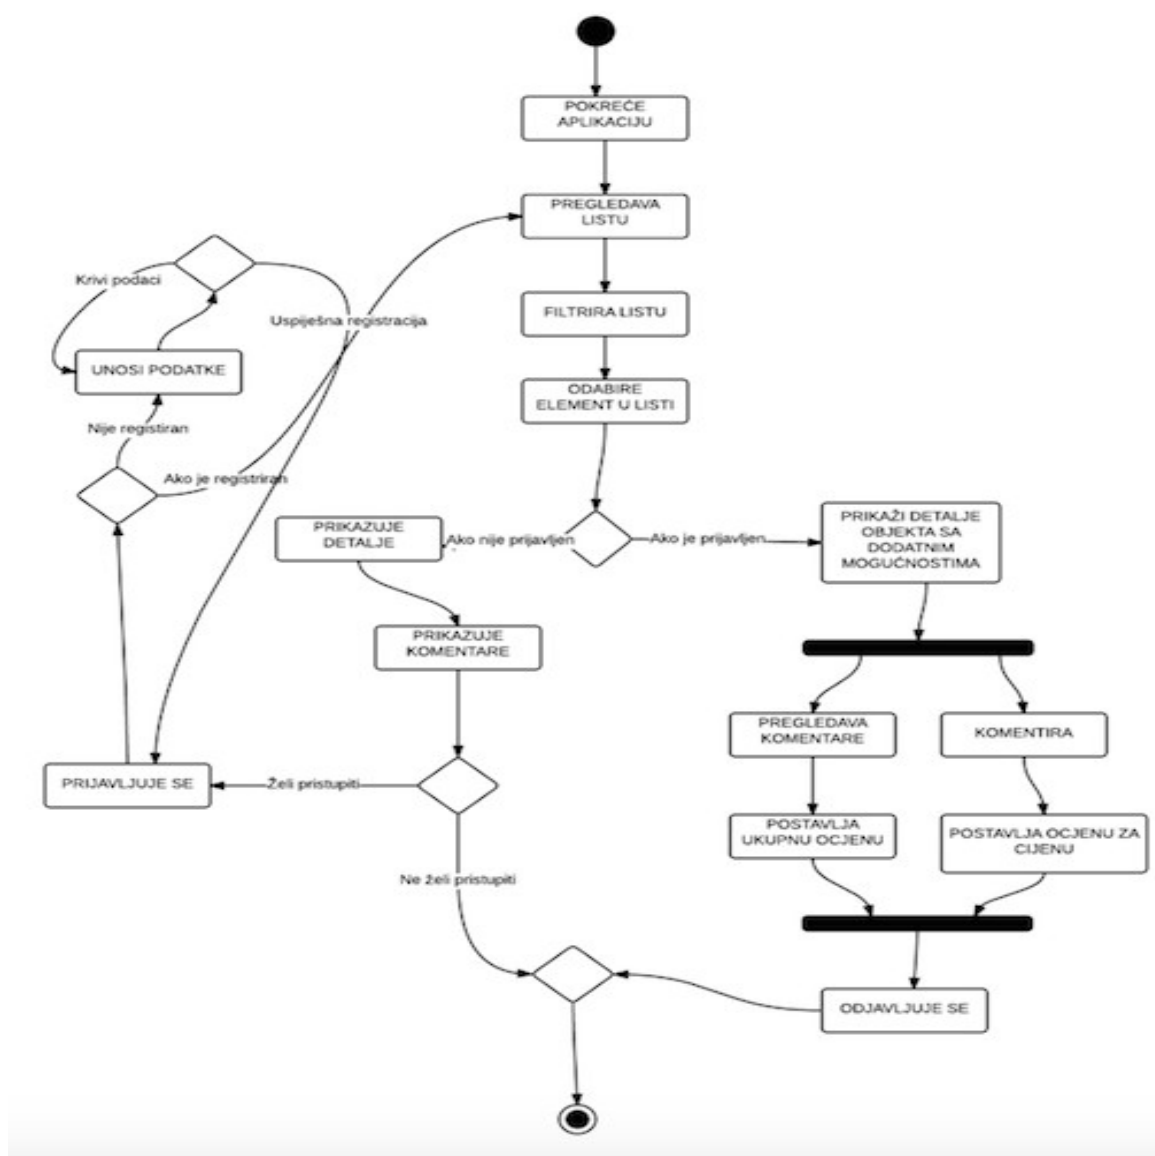 POKREĆE
APLIKACIJU
PREGLEDAVA
LISTU
Krivi podaci
Uspiješna registracija
FILTRIRA LISTU
UNOSI PODATKE
ODABIRE
ELEMENT U LISTI
Nije registiran
Ako je registriran
PRIKAZUJE
DETALJE
Ako nije prijavljen
Ako je prijavljen
PRIKAŽI DETALJE
OBJEKTA SA
DODATNIM
MOGUĆNOSTIMA
PRIKAZUJE
KOMENTARE
PREGLEDAVA
KOMENTARE
KOMENTIRA
PRIJAVLJUJE SE
Želi pristupiti
POSTAVLJA
UKUPNU OCJENU
POSTAVLJA OCJENU ZA
CIJENU
Ne želi pristupiti
ODJAVLJUJE SE